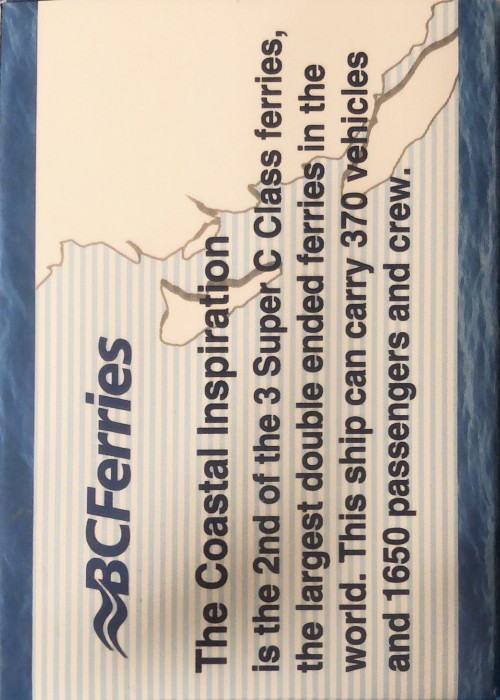 BCFerries
The Coastal Inspiration
is the 2nd of the 3 Super C Class ferries,
the largest double ended ferries in the
world. This ship can carry 370 vehicles
and 1650 passengers and crew.